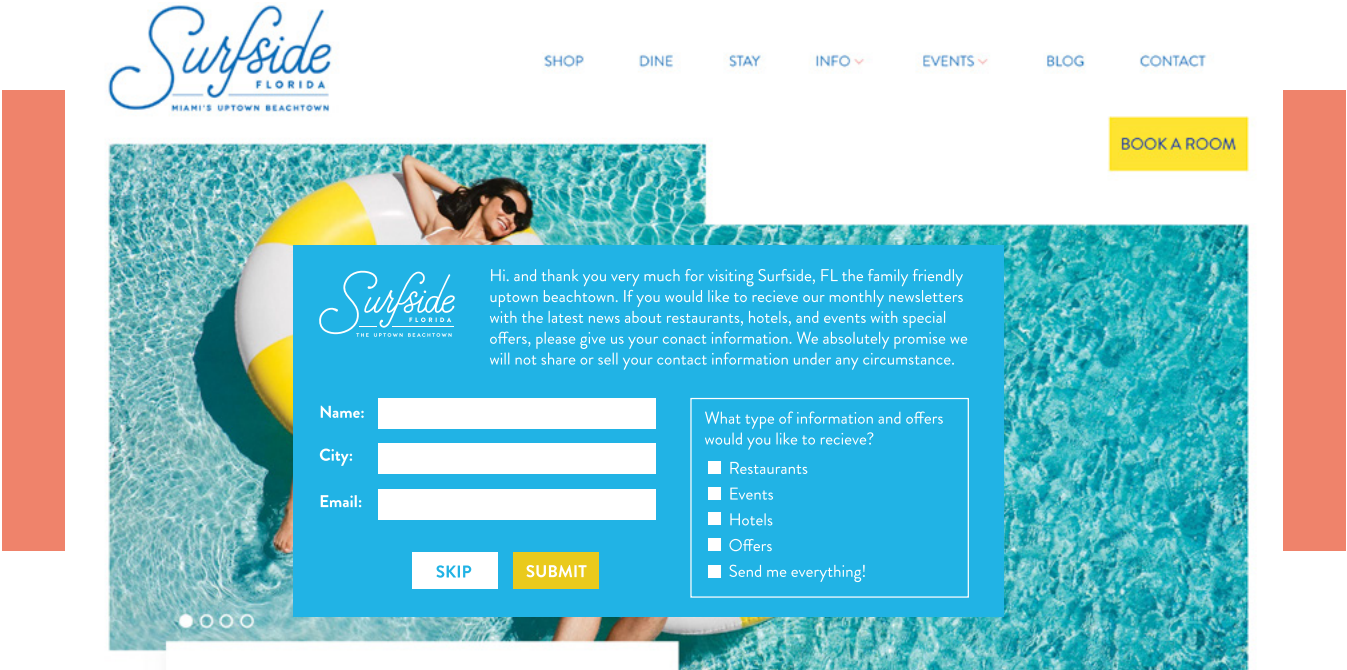 Surfside
FLORIDA
MIAMI'S UPTOWN BEACHTOWN
SHOP DINE STAY INFO EVENTS BLOG CONTACT
BOOK A ROOM
Surfside
FLORIDA
THE UPTOWN BEACHTOWN
Hi. and thank you very much for visiting Surfside, FL the family friendly
uptown beachtown. If you would like to recieve our monthly newsletters
with the latest news about restaurants, hotels, and events with special
offers, please give us your conact information. We absolutely promise we
will not share or sell your contact information under any circumstance.
Name:
City:
Email:
SKIP SUBMIT
What type of information and offers
would you like to recieve?
Restaurants
Events
Hotels
Offers
Send me everything!